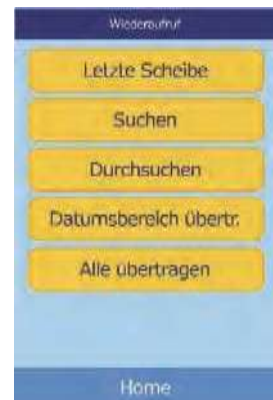 Wiederaufruf
Letzte Scheibe
Suchen
Durchsuchen
Datumsbereich übertr.
Alle übertragen
Home